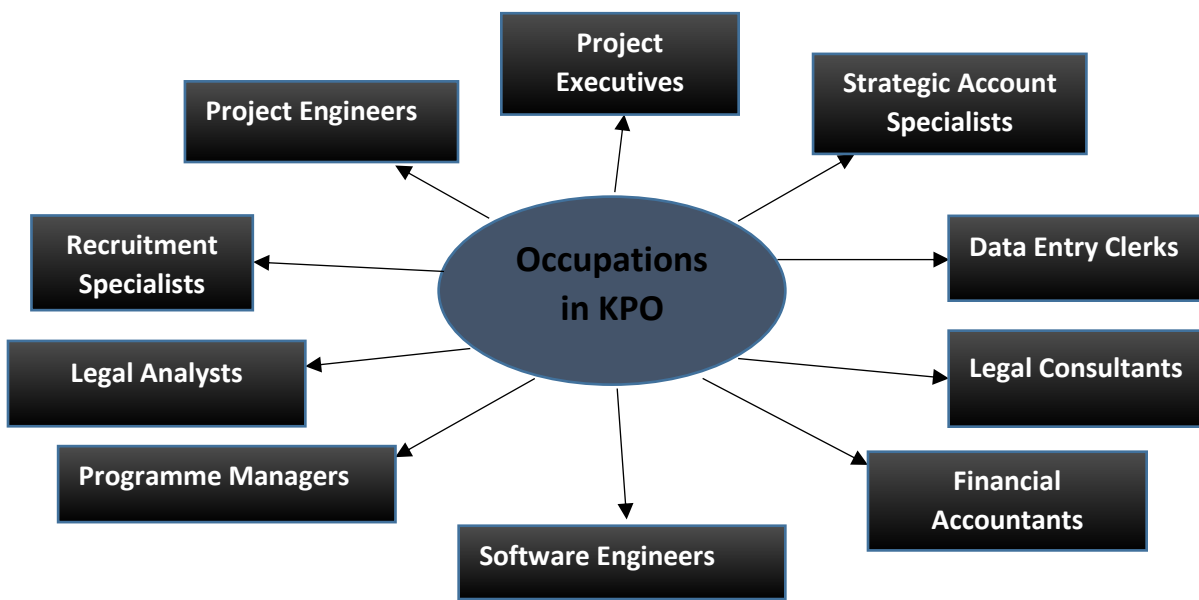 Project
Executives
Strategic Account
Specialists
Project Engineers
Recruitment
Specialists
Occupations
in KPO
Data Entry Clerks
Legal Analysts
Legal Consultants
Programme Managers
Financial
Accountants
Software Engineers